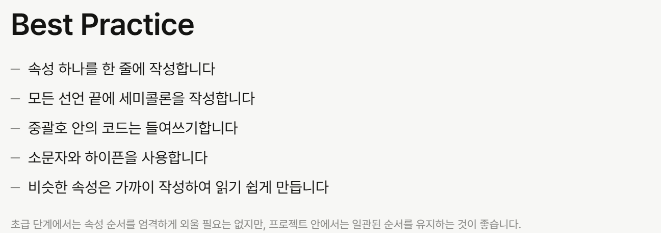 Best Practice
— 속성 하나를 한 줄에 작성합니다
— 모든 선언 끝에 세미콜론을 작성합니다
— 중괄호 안의 코드는 들여쓰기합니다
— 소문자와 하이픈을 사용합니다
— 비슷한 속성은 가까이 작성하여 읽기 쉽게 만듭니다
초급 단계에서는 속성 순서를 엄격하게 외울 필요는 없지만, 프로젝트 안에서는 일관된 순서를 유지하는 것이 좋습니다.